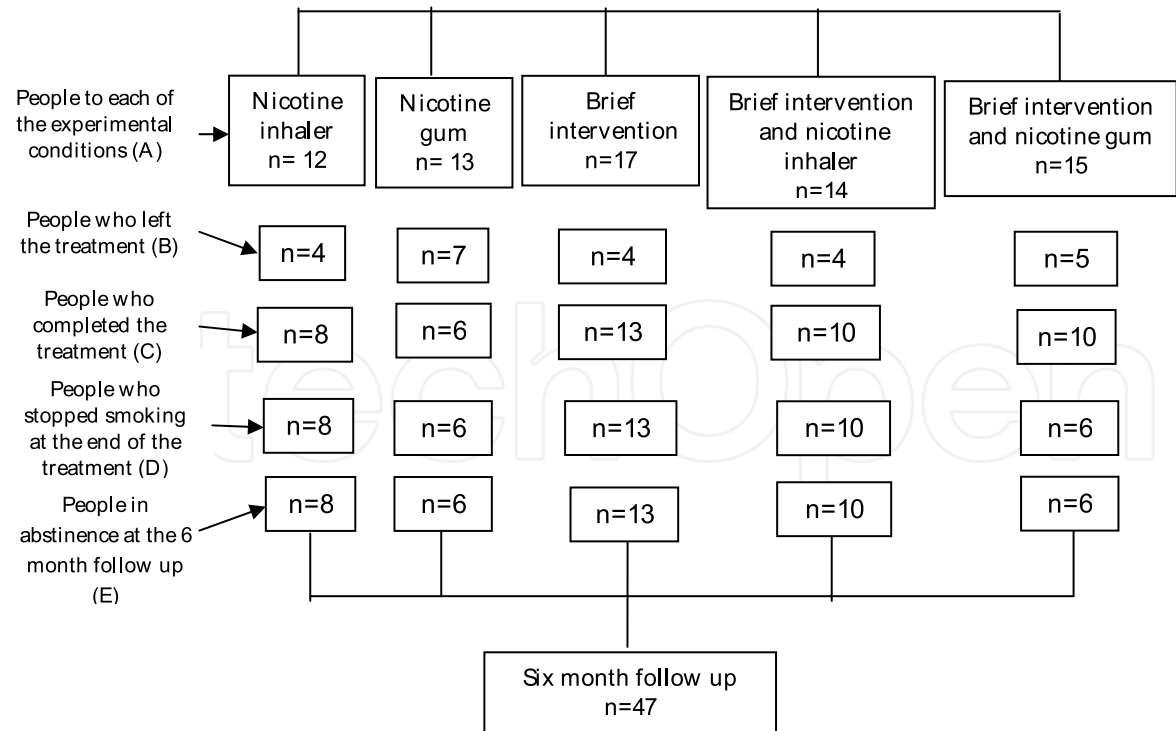 People to each of
the experimental
conditions (A)
Nicotine
inhaler
n= 12
Nicotine
gum
n= 13
Brief
intervention
n=17
Brief intervention
and nicotine
inhaler
n=14
Brief intervention
and nicotine gum
n=15
People who left
the treatment (B)
n=4
n=7
n=4
n=4
n=5
People who
completed the
treatment (C)
n=8
n=6
n=13
n=10
n=10
People who
stopped smoking
at the end of the
treatment (D)
n=8
n=6
n=13
n=10
n=6
People in
abstinence at the 6
month follow up
(E)
n=8
n=6
n=13
n=10
n=6
Six month follow up
n=47
techOpen